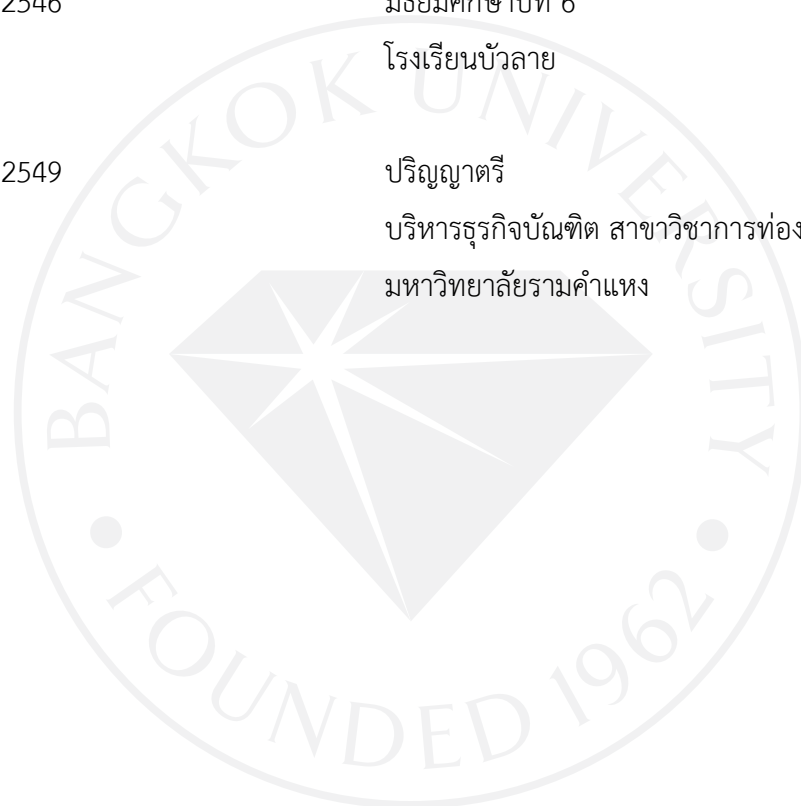 2546 มัธยมศึกษาปีที่ 6
โรงเรียนบัวลาย
2549 ปริญญาตรี
บริหารธุรกิจบัณฑิต สาขาวิชาการท่อง
มหาวิทยาลัยรามคำแหง
BANGKOK UNIVERSITY
• FOUNDED 1962 •